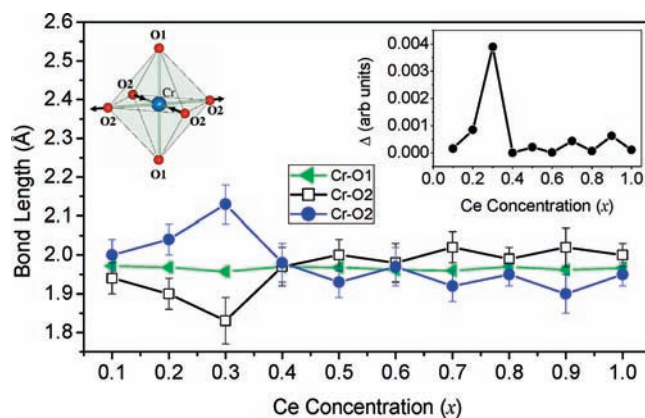 2.6
2.5
2.4
2.3
2.2
2.1
2.0
1.9
1.8
Bond Length (Å)
0.1 0.2 0.3 0.4 0.5 0.6 0.7 0.8 0.9 1.0
Ce Concentration (x)
O1
O2
Cr
O2
O2
O2
O1
Cr-O1
Cr-O2
Cr-O2
0.004
0.003
0.002
0.001
0.000
Δ (arb units)
0.0 0.2 0.4 0.6 0.8 1.0
Ce Concentration (x)